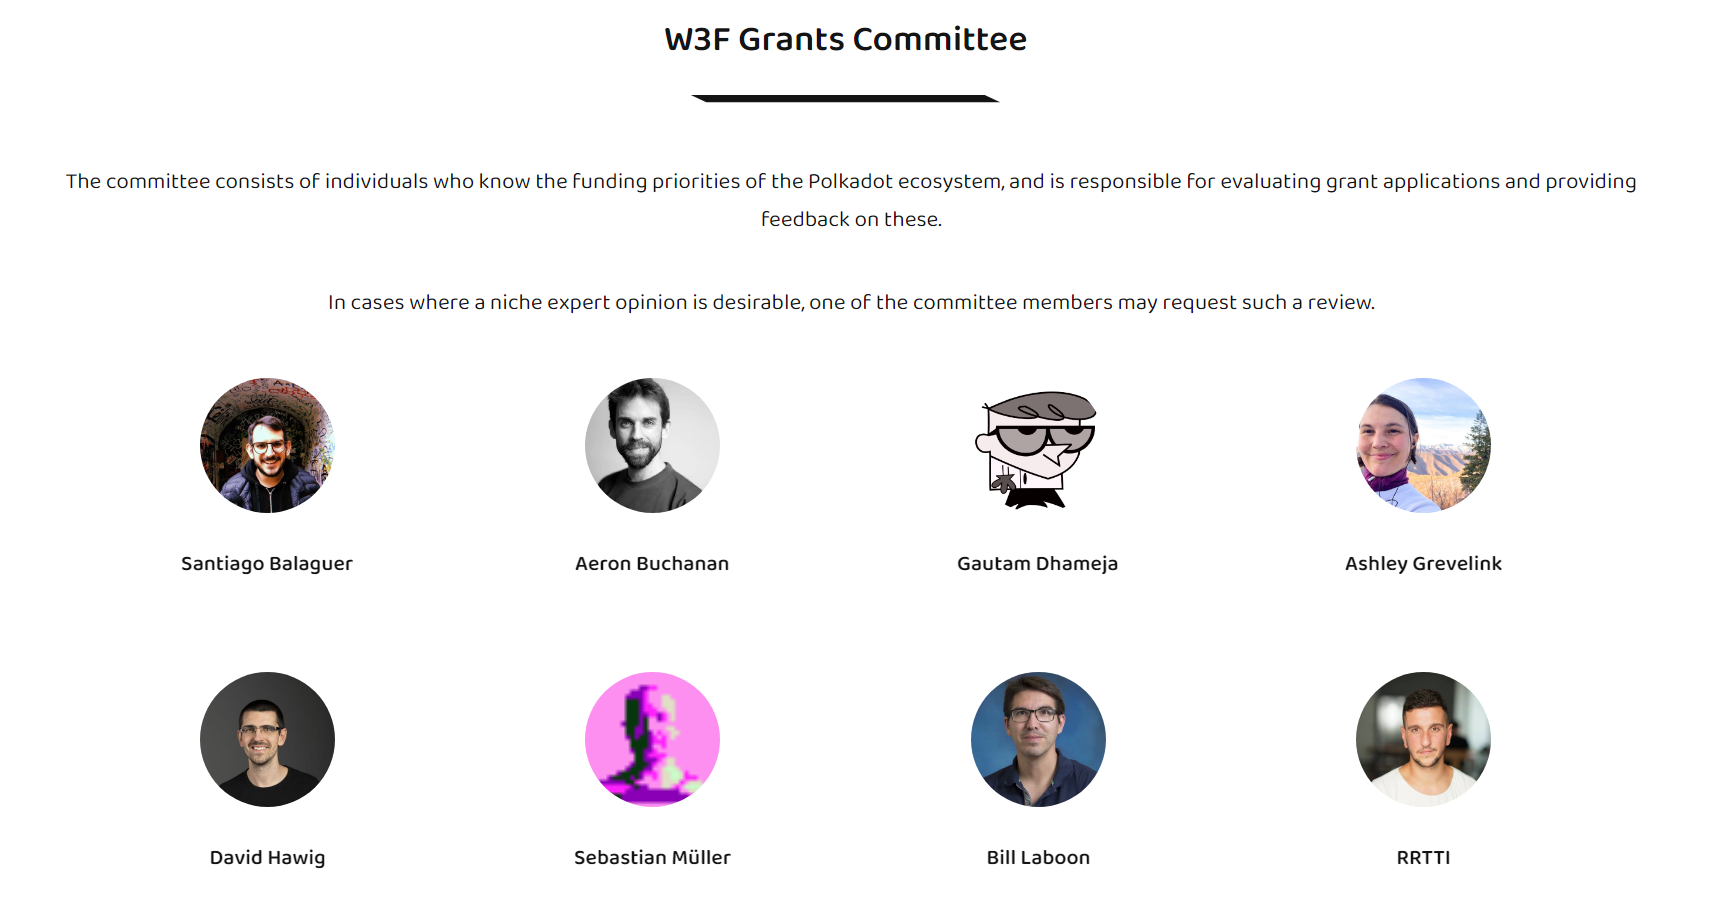 W3F Grants Committee
The committee consists of individuals who know the funding priorities of the Polkadot ecosystem, and is responsible for evaluating grant applications and providing
feedback on these.
In cases where a niche expert opinion is desirable, one of the committee members may request such a review.
Santiago Balaguer
Aeron Buchanan
Gautam Dhameja
Ashley Grevelink
David Hawig
Sebastian Müller
Bill Laboon
RRTTI